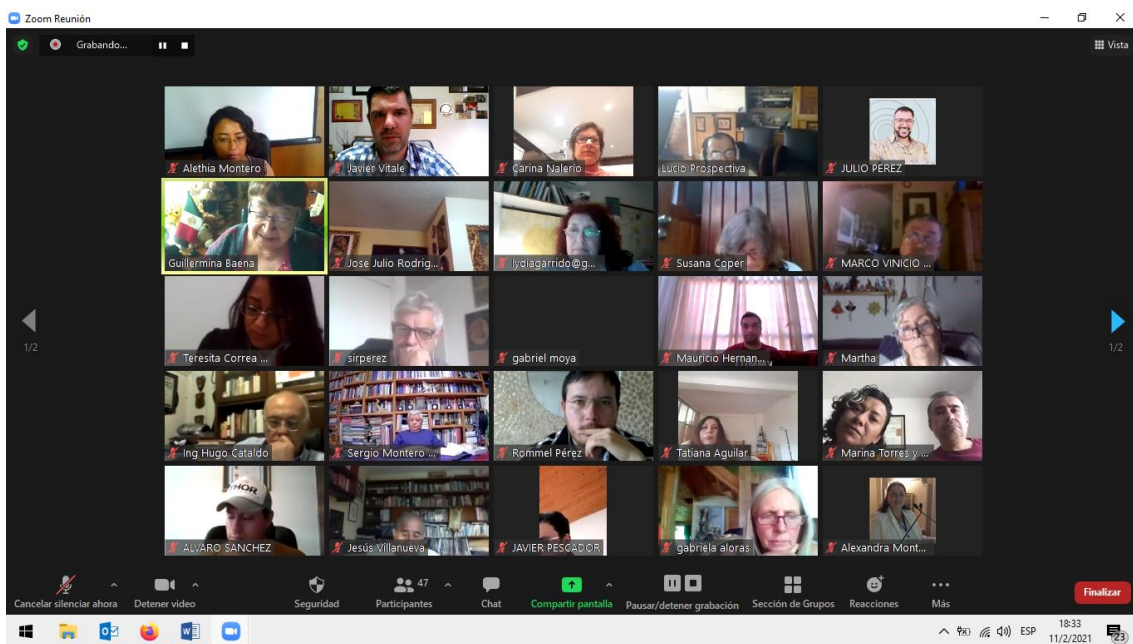 Zoom Reunión
Grabando...
Vista
Alethia Montero
Javier Vitale
Carina Nalerio
Lucio Prospectiva
JULIO PEREZ
Guillermina Baena
Jose Julio Rodrig...
lydiagarrido@g...
Susana Coper
MARCO VINICIO ...
Teresita Correa ...
sirperez
gabriel moya
Mauricio Hernan...
Martha
1/2
1/2
Ing Hugo Cataldo
Sergio Montero ...
Rommel Pérez
Tatiana Aguilar
Marina Torres y ...
HOR
ALVARO SANCHEZ
Jesús Villanueva
JAVIER PESCADOR
gabriela aloras
Alexandra Mont...
47
Cancelar silenciar ahora
Detener video
Seguridad
Participantes
Chat
Compartir pantalla
Pausar/detener grabación
Sección de Grupos
Reacciones
Más
Finalizar
ESP
18:33
11/2/2021
23